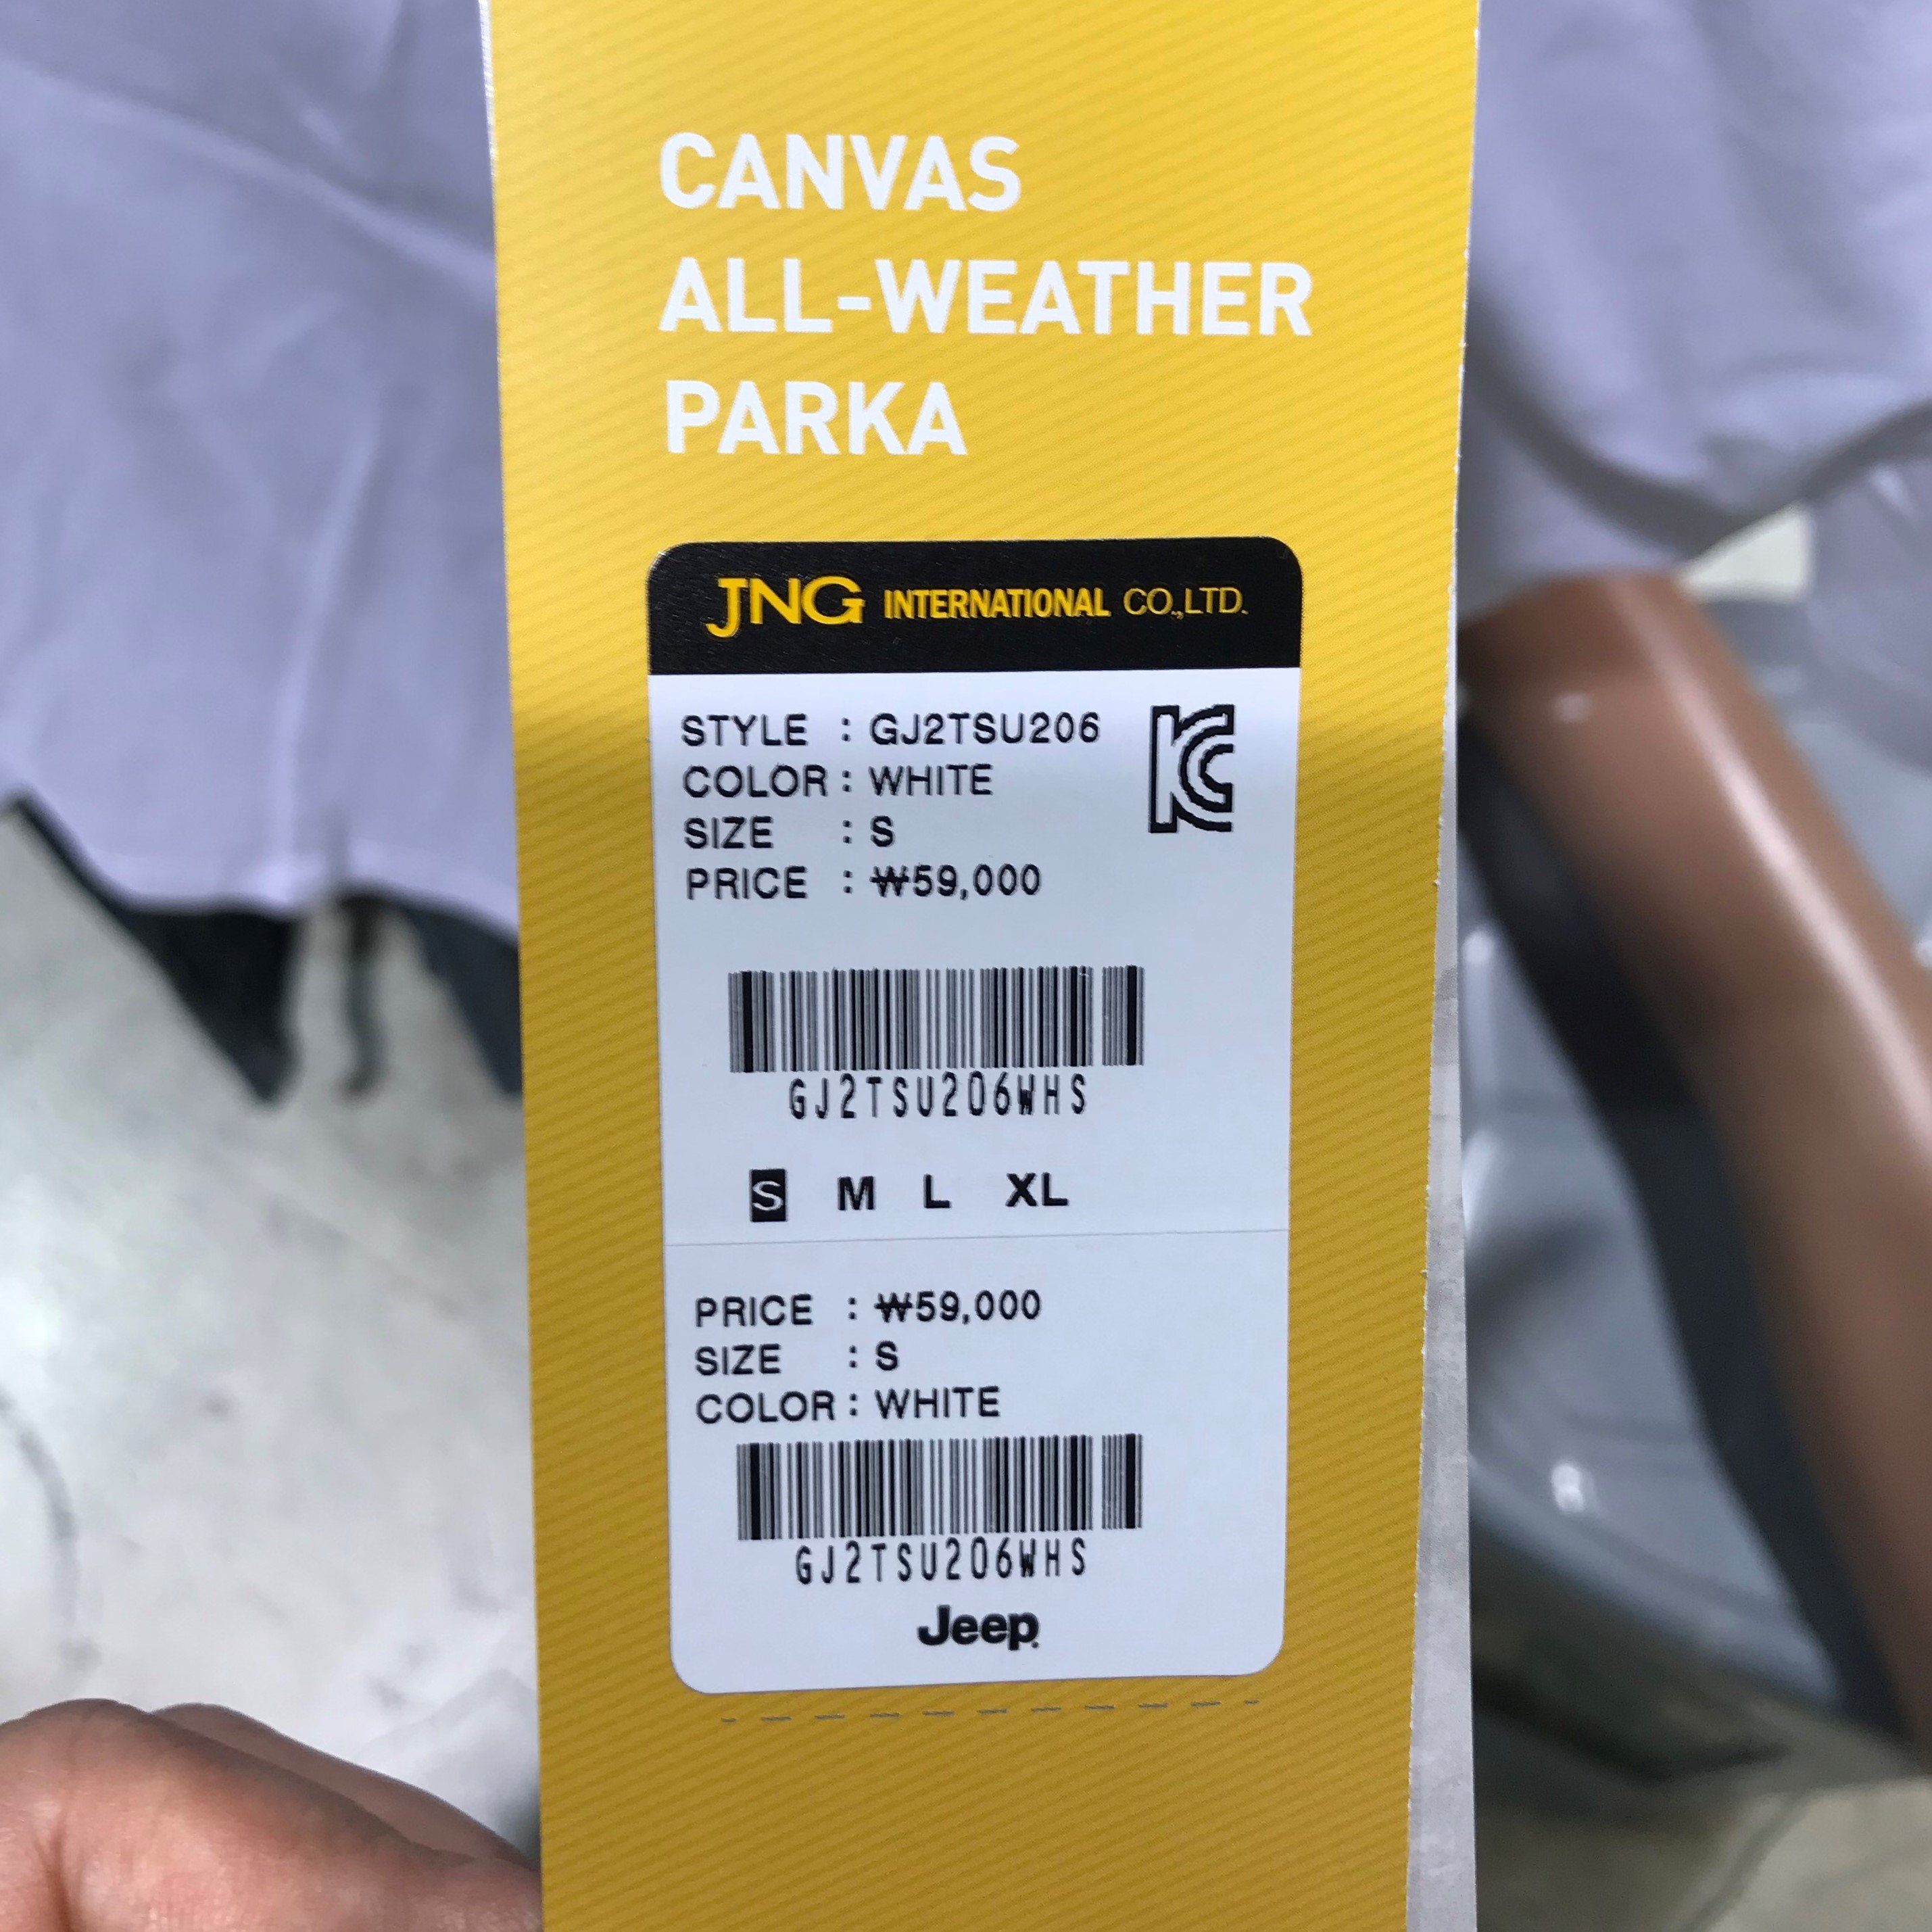 CANVAS
ALL-WEATHER
PARKA
JNG INTERNATIONAL CO.,LTD.
STYLE : GJ2TSU206
COLOR : WHITE
SIZE : S
PRICE : ₩59,000
GJ2TSU206WHS
S M L XL
PRICE : ₩59,000
SIZE : S
COLOR : WHITE
GJ2TSU206WHS
Jeep